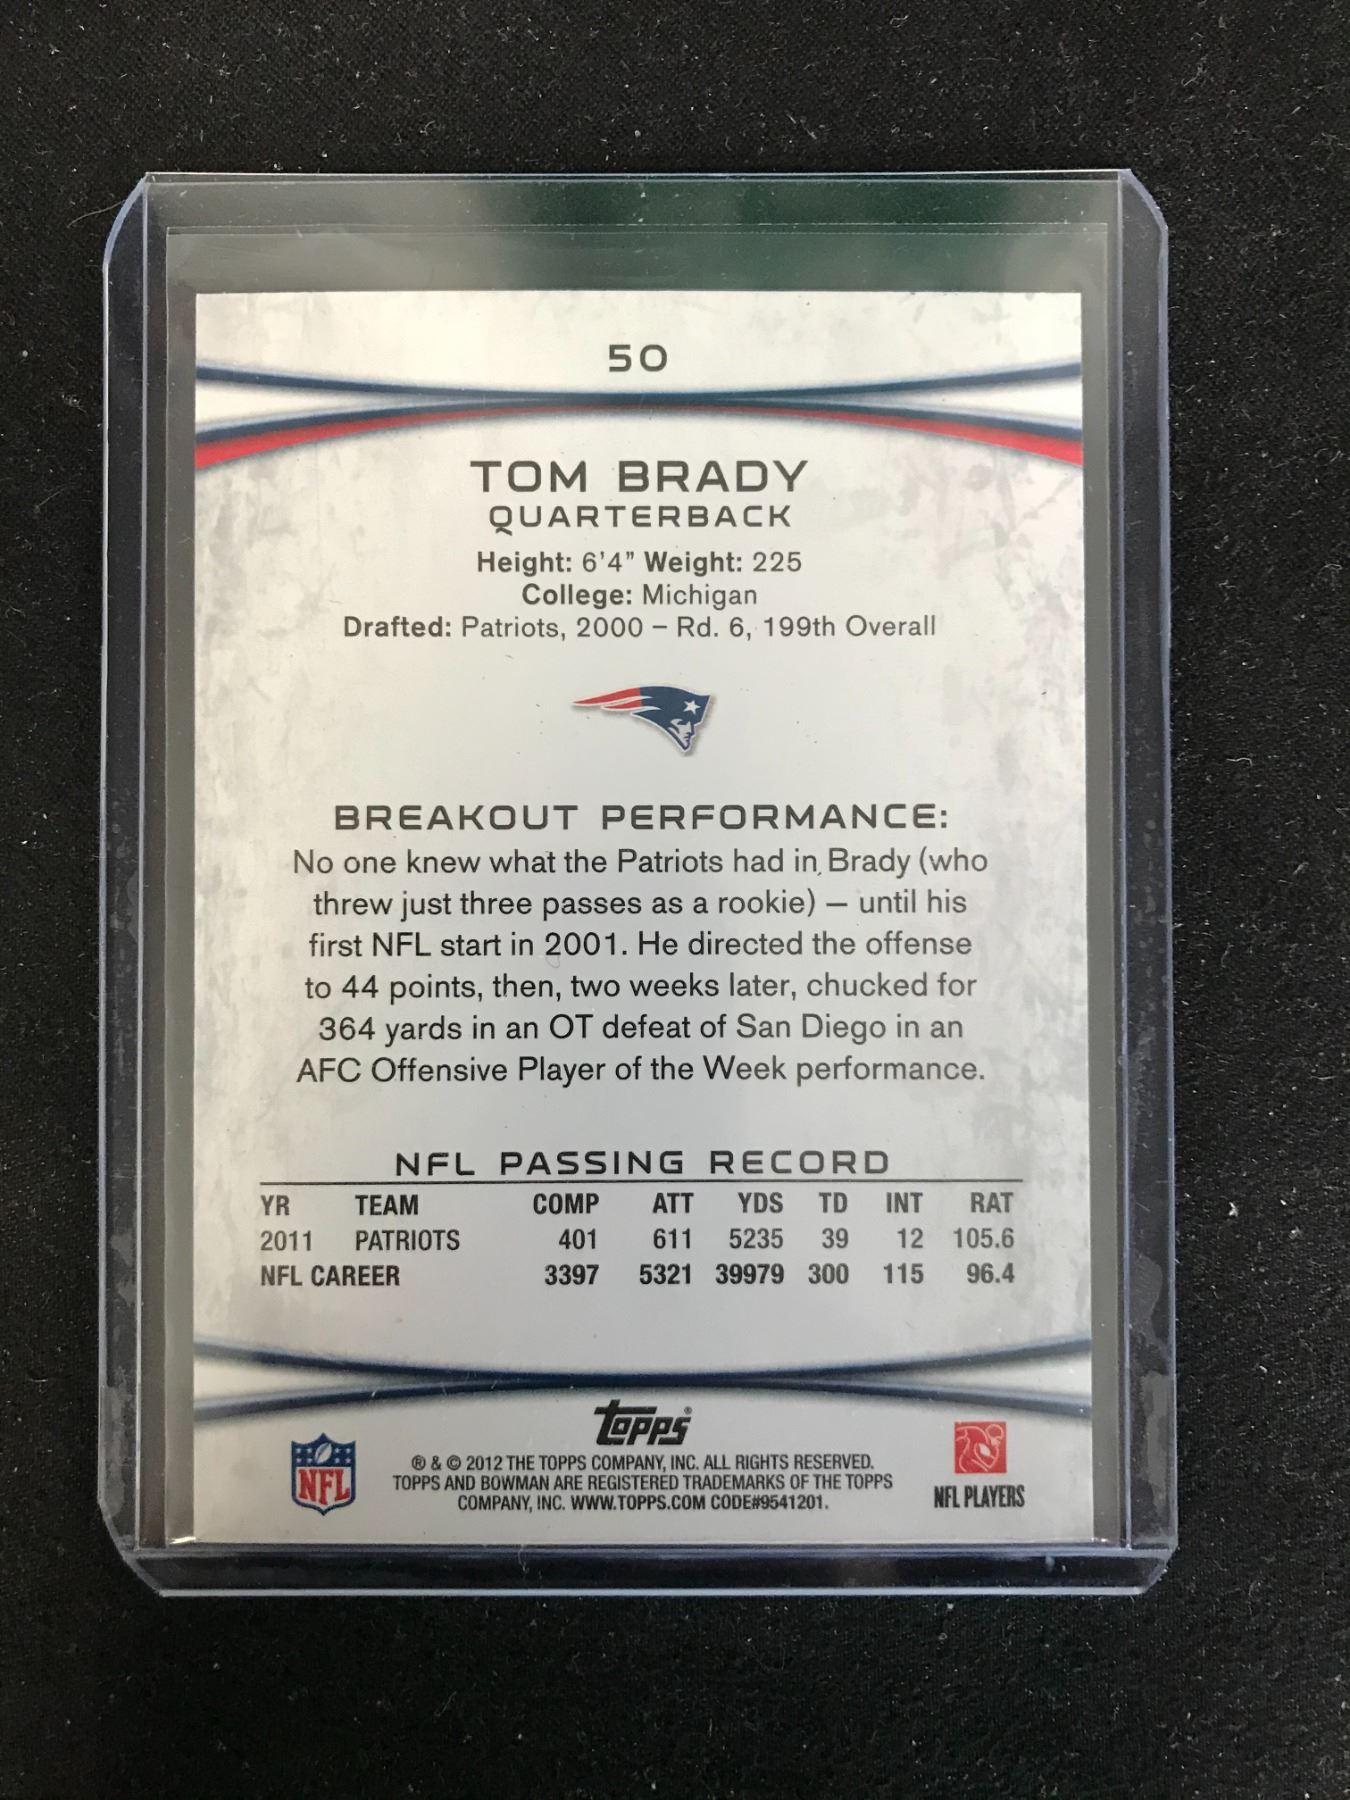 50
TOM BRADY
QUARTERBACK
Height: 6'4" Weight: 225
College: Michigan
Drafted: Patriots, 2000 – Rd. 6, 199th Overall
BREAKOUT PERFORMANCE:
No one knew what the Patriots had in Brady (who
threw just three passes as a rookie) — until his
first NFL start in 2001. He directed the offense
to 44 points, then, two weeks later, chucked for
364 yards in an OT defeat of San Diego in an
AFC Offensive Player of the Week performance.
NFL PASSING RECORD
YR TEAM COMP ATT YDS TD INT RAT
2011 PATRIOTS 401 611 5235 39 12 105.6
NFL CAREER 3397 5321 39979 300 115 96.4
topps®
® & © 2012 THE TOPPS COMPANY, INC. ALL RIGHTS RESERVED.
TOPPS AND BOWMAN ARE REGISTERED TRADEMARKS OF THE TOPPS
COMPANY, INC. WWW.TOPPS.COM CODE#9541201.
NFL
NFL PLAYERS